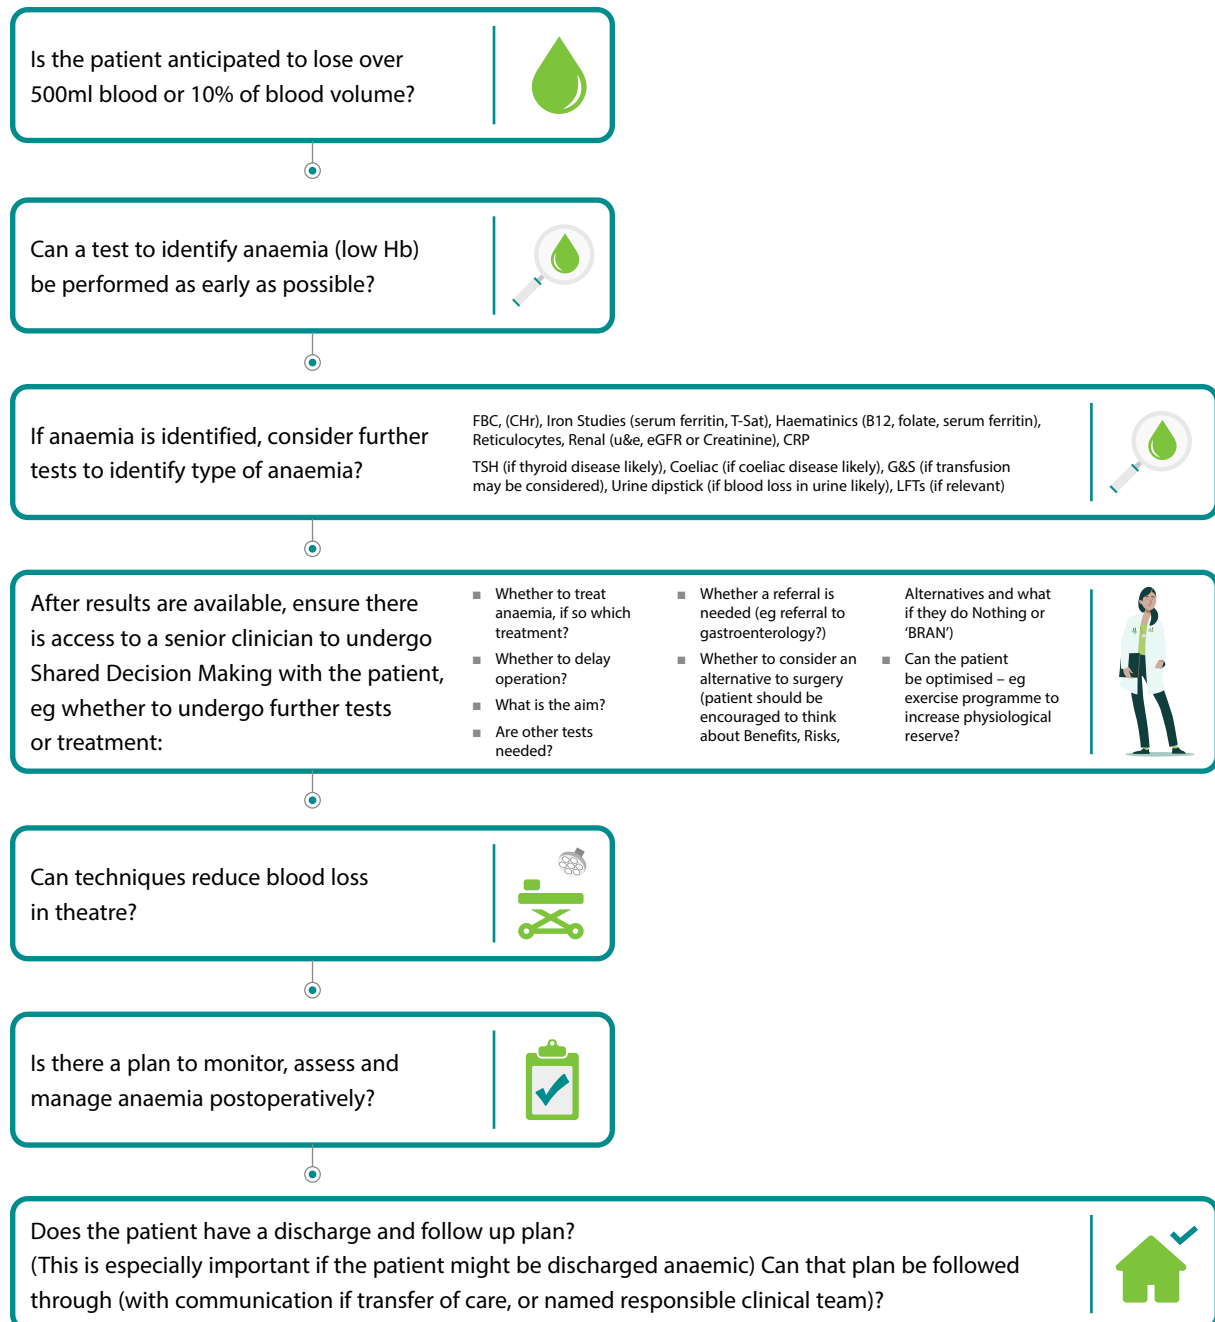 Is the patient anticipated to lose over
500ml blood or 10% of blood volume?
Can a test to identify anaemia (low Hb)
be performed as early as possible?
If anaemia is identified, consider further
tests to identify type of anaemia?
FBC, (CHr), Iron Studies (serum ferritin, T-Sat), Haematinics (B12, folate, serum ferritin),
Reticulocytes, Renal (u&e, eGFR or Creatinine), CRP
TSH (if thyroid disease likely), Coeliac (if coeliac disease likely), G&S (if transfusion
may be considered), Urine dipstick (if blood loss in urine likely), LFTs (if relevant)
After results are available, ensure there
is access to a senior clinician to undergo
Shared Decision Making with the patient,
eg whether to undergo further tests
or treatment:
■ Whether to treat
anaemia, if so which
treatment?
■ Whether to delay
operation?
■ What is the aim?
■ Are other tests
needed?
■ Whether a referral is
needed (eg referral to
gastroenterology?)
■ Whether to consider an
alternative to surgery
(patient should be
encouraged to think
about Benefits, Risks,
Alternatives and what
if they do Nothing or
‘BRAN’)
■ Can the patient
be optimised – eg
exercise programme to
increase physiological
reserve?
Can techniques reduce blood loss
in theatre?
Is there a plan to monitor, assess and
manage anaemia postoperatively?
Does the patient have a discharge and follow up plan?
(This is especially important if the patient might be discharged anaemic) Can that plan be followed
through (with communication if transfer of care, or named responsible clinical team)?